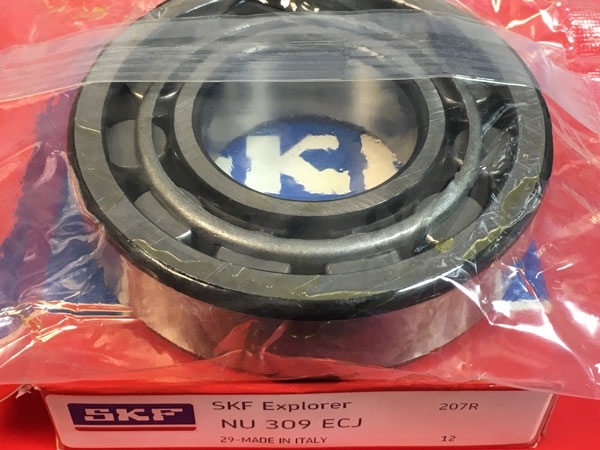 SKF
SKF Explorer
207R
NU 309 ECJ
29-MADE IN ITALY
12